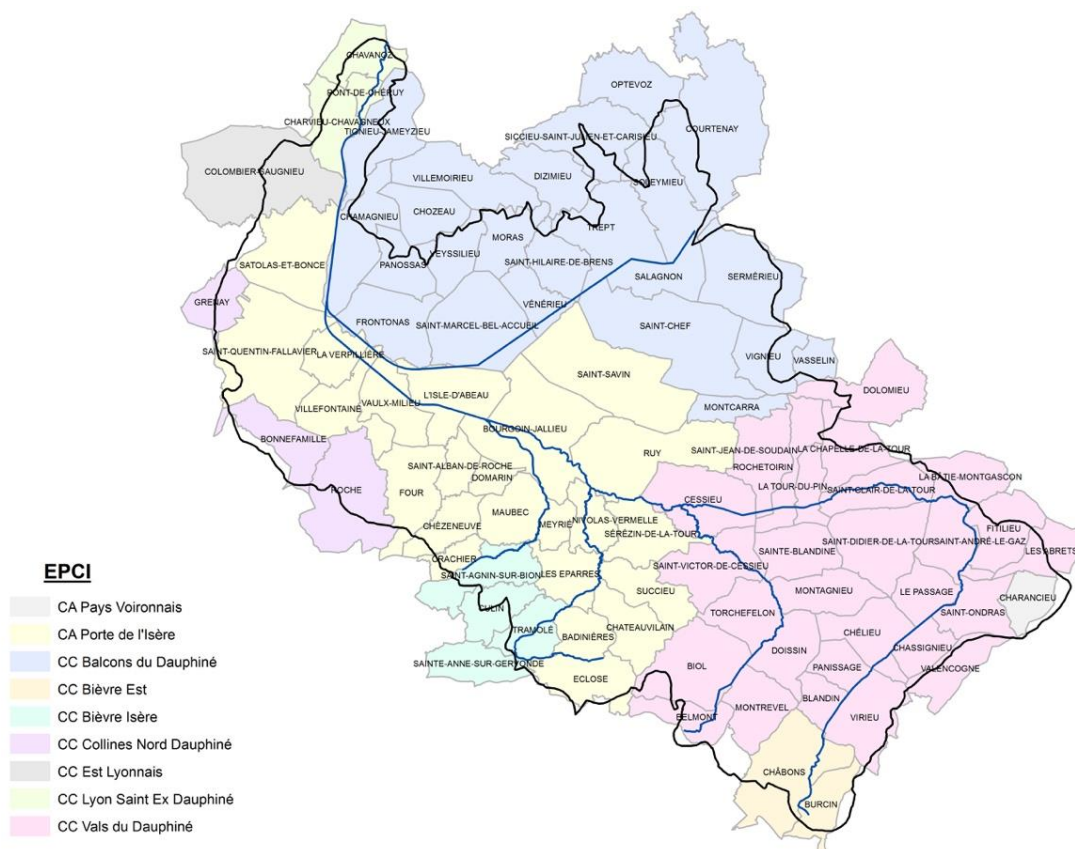 CHAVANOZ
PONT-DE-CHÉRUY
CHARVIEU-CHAVAGNEUX
TIGNIEU-JAMEYZIEU
OPTEVOZ
COURTENAY
SICCIEU-SAINT-JULIEN-ET-CARISIEU
COLOMBIER-SAUGNIEU
VILLEMOIRIEU
DIZIMIEU
SOLEYMIEU
CHAMAGNIEU
CHOZEAU
MORAS
TREPT
VEYSSILIEU
PANOSSAS
SAINT-HILAIRE-DE-BRENS
SATOLAS-ET-BONCE
SALAGNON
SERMÉRIEU
GRENAY
VÉNÉRIEU
FRONTONAS
SAINT-MARCEL-BEL-ACCUEIL
SAINT-CHEF
SAINT-QUENTIN-FALLAVIER
LA VERPILLIÈRE
VIGNIEU
VASSELIN
SAINT-SAVIN
DOLOMIEU
L'ISLE-D'ABEAU
VAULX-MILIEU
VILLEFONTAINE
MONTCARRA
BOURGOIN-JALLIEU
BONNEFAMILLE
RUY
SAINT-JEAN-DE-SOUDAIN
LA CHAPELLE-DE-LA-TOUR
SAINT-ALBAN-DE-ROCHE
ROCHETOIRIN
DOMARIN
LA BÂTIE-MONTGASCON
ROCHE
FOUR
CESSIEU
LA TOUR-DU-PIN
SAINT-CLAIR-DE-LA-TOUR
MAUBEC
CHÈZENEUVE
MEYRIÉ
NIVOLAS-VERMELLE
SÉRÉZIN-DE-LA-TOUR
FITILIEU
SAINT-DIDIER-DE-LA-TOUR
SAINT-ANDRÉ-LE-GAZ
SAINTE-BLANDINE
LES ABRETS
CRACHIER
SAINT-VICTOR-DE-CESSIEU
SAINT-AGNIN-SUR-BION
LES EPARRES
SUCCIEU
MONTAGNIEU
LE PASSAGE
CHARANCIEU
CULIN
TORCHEFELON
SAINT-ONDRAS
TRAMOLÉ
BADINIÈRES
CHATEAUVILAIN
CHÉLIEU
DOISSIN
CHASSIGNIEU
SAINTE-ANNE-SUR-GERVONDE
BIOL
PANISSAGE
VALENCOGNE
ECLOSE
BLANDIN
MONTREVEL
BELMONT
VIRIEU
CHÂBONS
BURCIN
EPCI
CA Pays Voironnais
CA Porte de l'Isère
CC Balcons du Dauphiné
CC Bièvre Est
CC Bièvre Isère
CC Collines Nord Dauphiné
CC Est Lyonnais
CC Lyon Saint Ex Dauphiné
CC Vals du Dauphiné